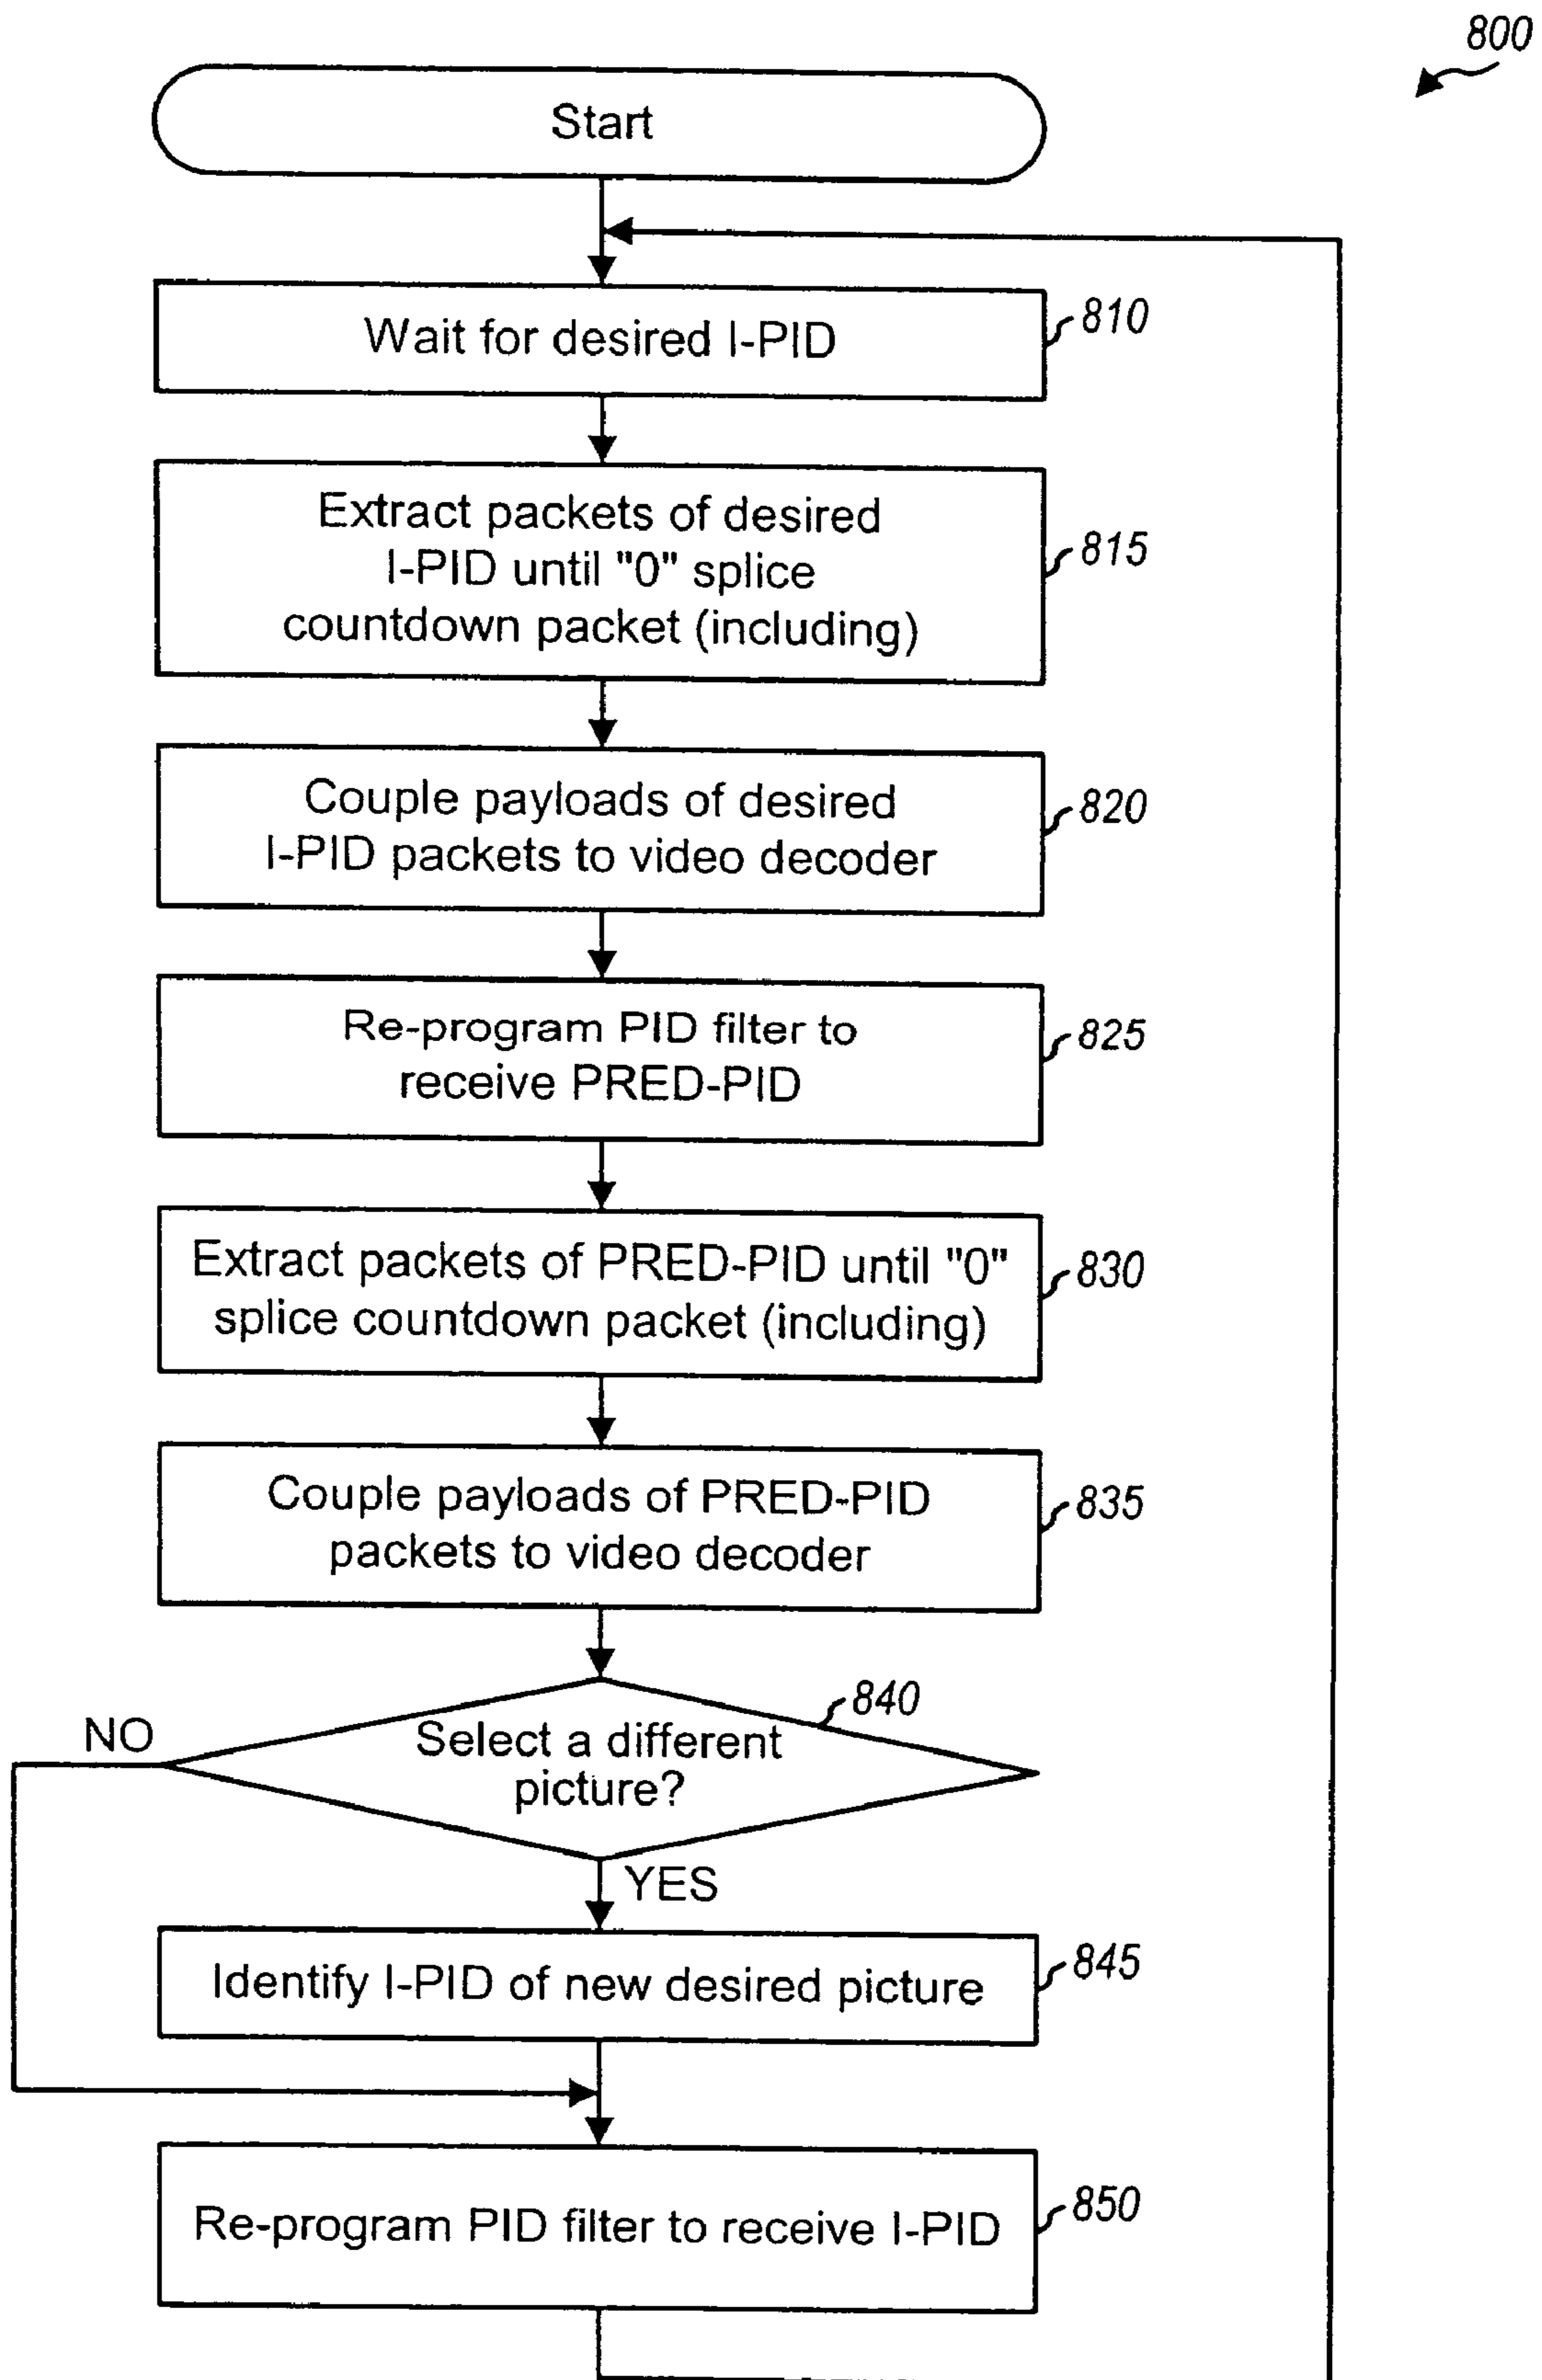 800
Start
Wait for desired I-PID
810
Extract packets of desired
I-PID until "0" splice
countdown packet (including)
815
Couple payloads of desired
I-PID packets to video decoder
820
Re-program PID filter to
receive PRED-PID
825
Extract packets of PRED-PID until "0"
splice countdown packet (including)
830
Couple payloads of PRED-PID
packets to video decoder
835
840
NO
Select a different
picture?
YES
Identify I-PID of new desired picture
845
Re-program PID filter to receive I-PID
850